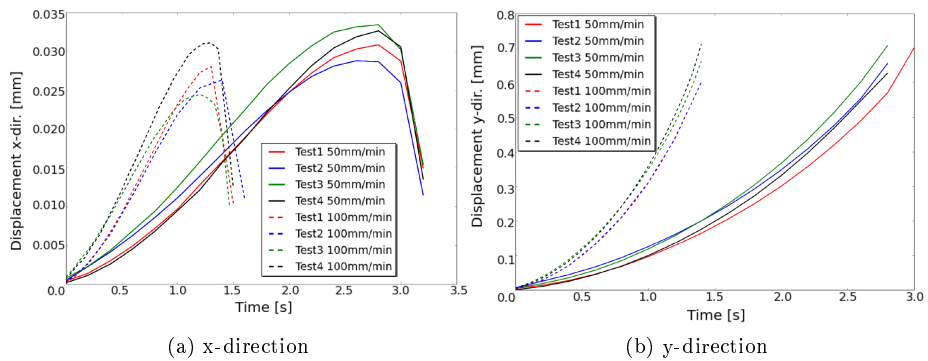 0.035
0.030
0.025
0.020
0.015
0.010
0.005
0.0
0.5
1.0
1.5
2.0
2.5
3.0
3.5
Displacement x-dir. [mm]
Time [s]
Test1 50mm/min
Test2 50mm/min
Test3 50mm/min
Test4 50mm/min
Test1 100mm/min
Test2 100mm/min
Test3 100mm/min
Test4 100mm/min
(a) x-direction
0.8
0.7
0.6
0.5
0.4
0.3
0.2
0.1
0.0
0.5
1.0
1.5
2.0
2.5
3.0
Displacement y-dir. [mm]
Time [s]
Test1 50mm/min
Test2 50mm/min
Test3 50mm/min
Test4 50mm/min
Test1 100mm/min
Test2 100mm/min
Test3 100mm/min
Test4 100mm/min
(b) y-direction